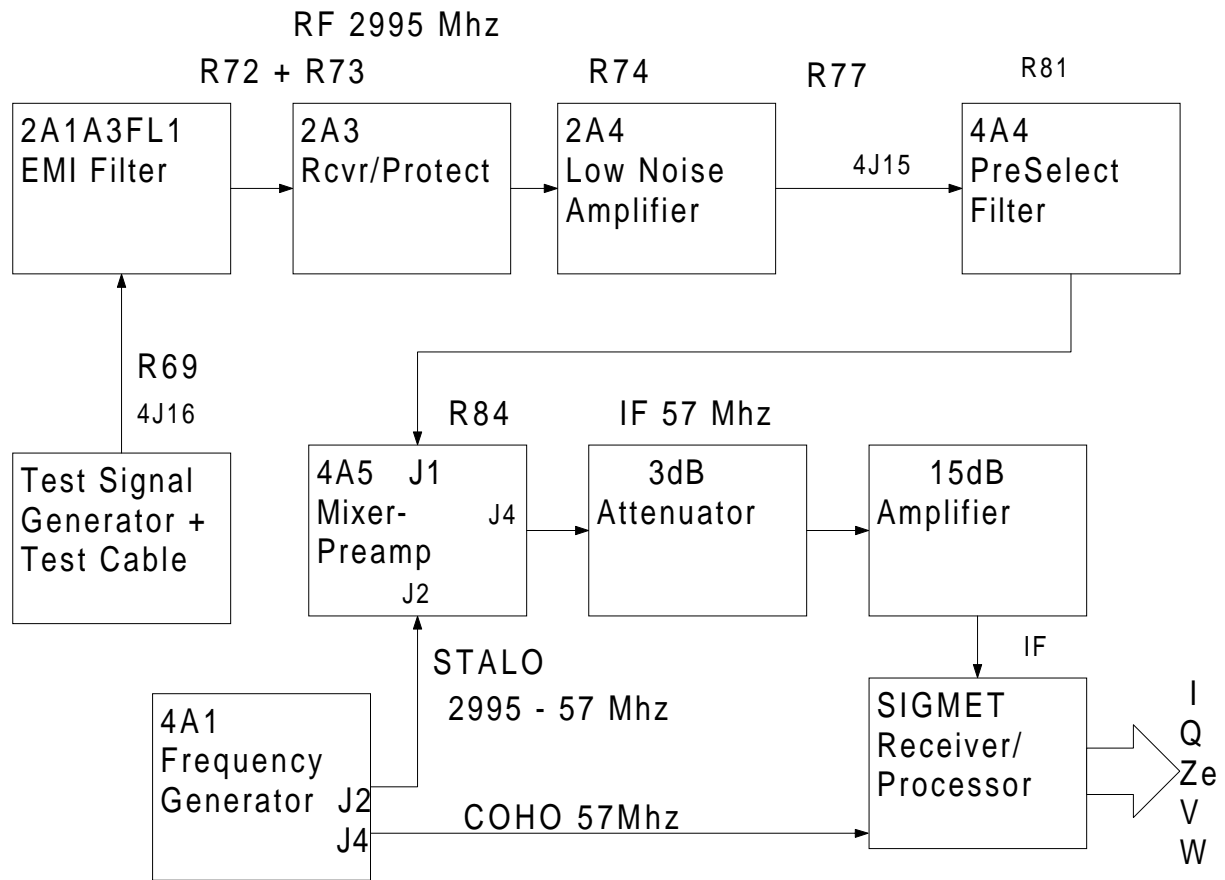 RF 2995 Mhz
R72 + R73
R74
R77
R81
2A1A3FL1
EMI Filter
2A3
Rcvr/Protect
2A4
Low Noise
Amplifier
4J15
4A4
PreSelect
Filter
R69
4J16
R84
IF 57 Mhz
Test Signal
Generator +
Test Cable
4A5 J1
Mixer-
Preamp
J4
J2
3dB
Attenuator
15dB
Amplifier
IF
STALO
2995 - 57 Mhz
4A1
Frequency
Generator J2
J4
COHO 57Mhz
SIGMET
Receiver/
Processor
I
Q
Ze
V
W